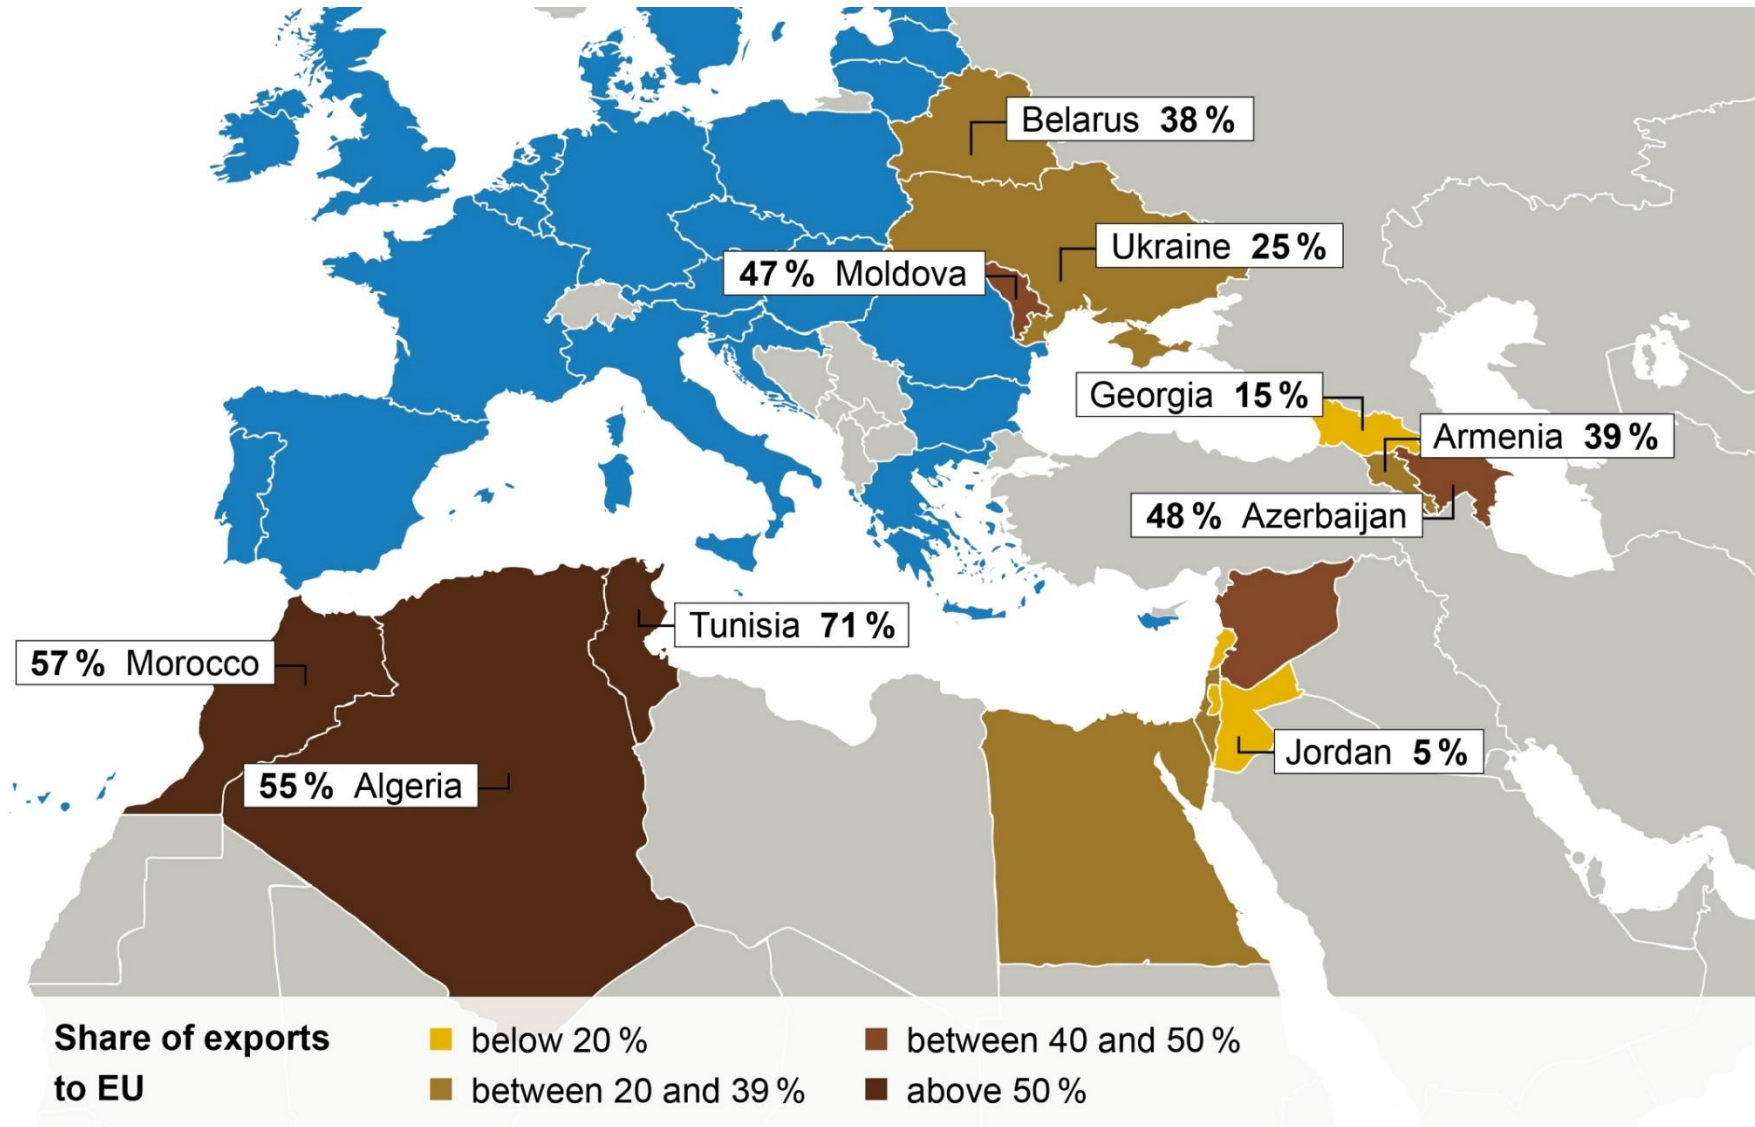 Belarus 38 %
Ukraine 25 %
47 % Moldova
Georgia 15 %
Armenia 39 %
48 % Azerbaijan
Tunisia 71 %
57 % Morocco
Jordan 5 %
55 % Algeria
Share of exports
to EU
below 20 %
between 20 and 39 %
between 40 and 50 %
above 50 %